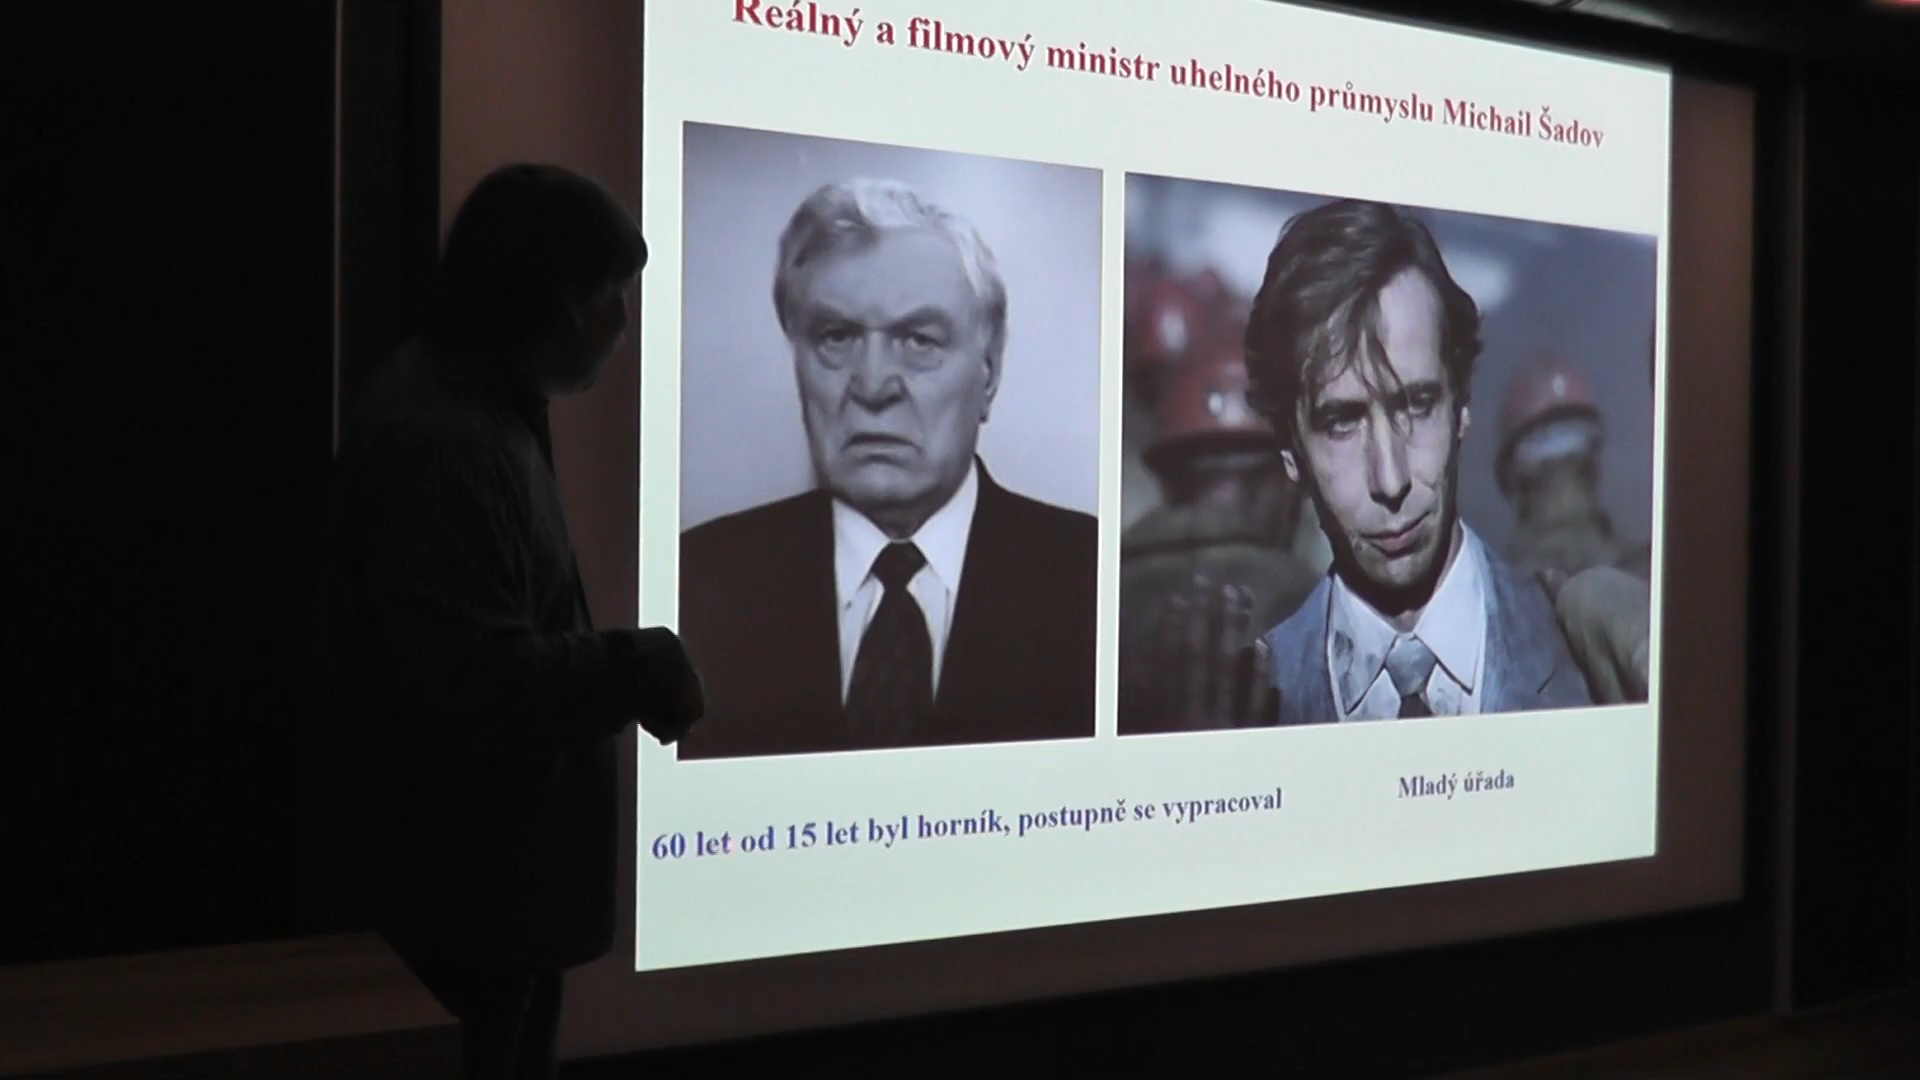 Reálný a filmový ministr uhelného průmyslu Michail Šadov
60 let od 15 let byl horník, postupně se vypracoval
Mladý úřada